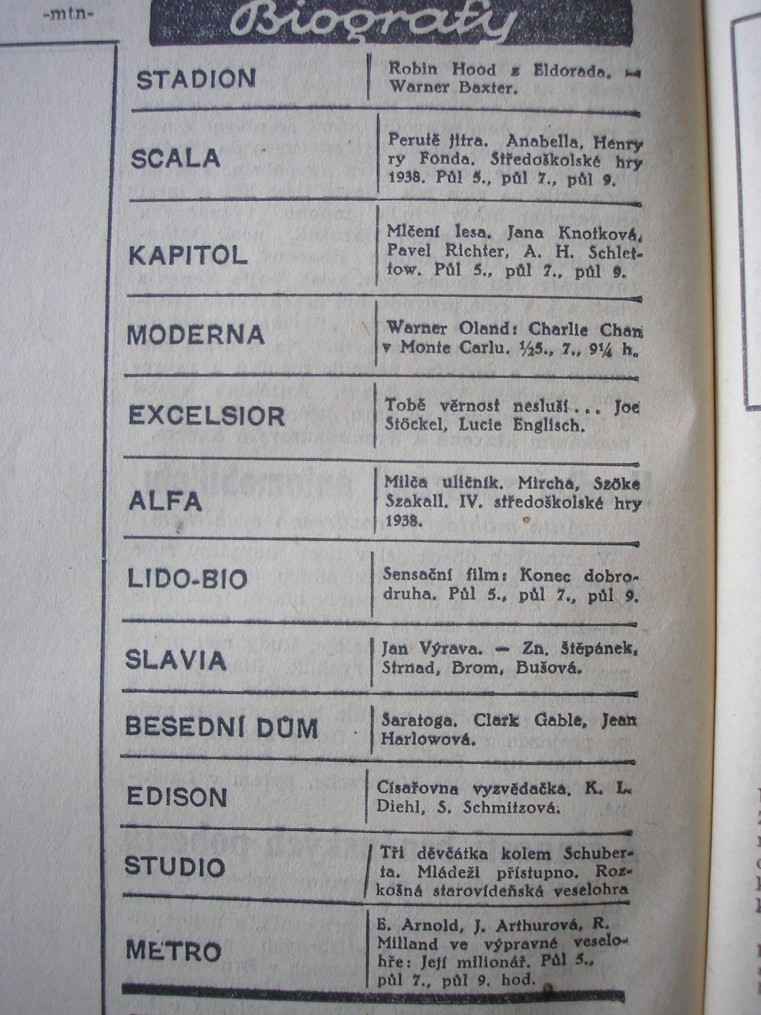 -mtn-
Biografy
STADION
Robin Hood z Eldorada. —
Warner Baxter.
SCALA
Perutě jitra. Anabella, Henry
ry Fonda. Středoškolské hry
1938. Půl 5., půl 7., půl 9.
KAPITOL
Mlčení lesa. Jana Knotková,
Pavel Richter, A. H. Schlet-
tow. Půl 5., půl 7., půl 9.
MODERNA
Warner Oland: Charlie Chan
v Monte Carlu. ½5., 7., 9¼ h.
EXCELSIOR
Tobě věrnost nesluší... Joe
Stöckel, Lucie Englisch.
ALFA
Milča uličník. Mircha, Szöke
Szakall. IV. středoškolské hry
1938.
LIDO-BIO
Sensační film: Konec dobro-
druha. Půl 5., půl 7., půl 9.
SLAVIA
Jan Výrava. — Zn. Štěpánek,
Strnad, Brom, Bušová.
BESEDNÍ DŮM
Saratoga. Clark Gable, Jean
Harlowová.
EDISON
Císařovna vyzvědačka. K. L.
Diehl, S. Schmitzová.
STUDIO
Tři děvčátka kolem Schuber-
ta. Mládeži přístupno. Roz-
košná starovídeňská veselohra
METRO
E. Arnold, J. Arthurová, R.
Milland ve výpravné veselo-
hře: Její milionář. Půl 5.,
půl 7., půl 9. hod.